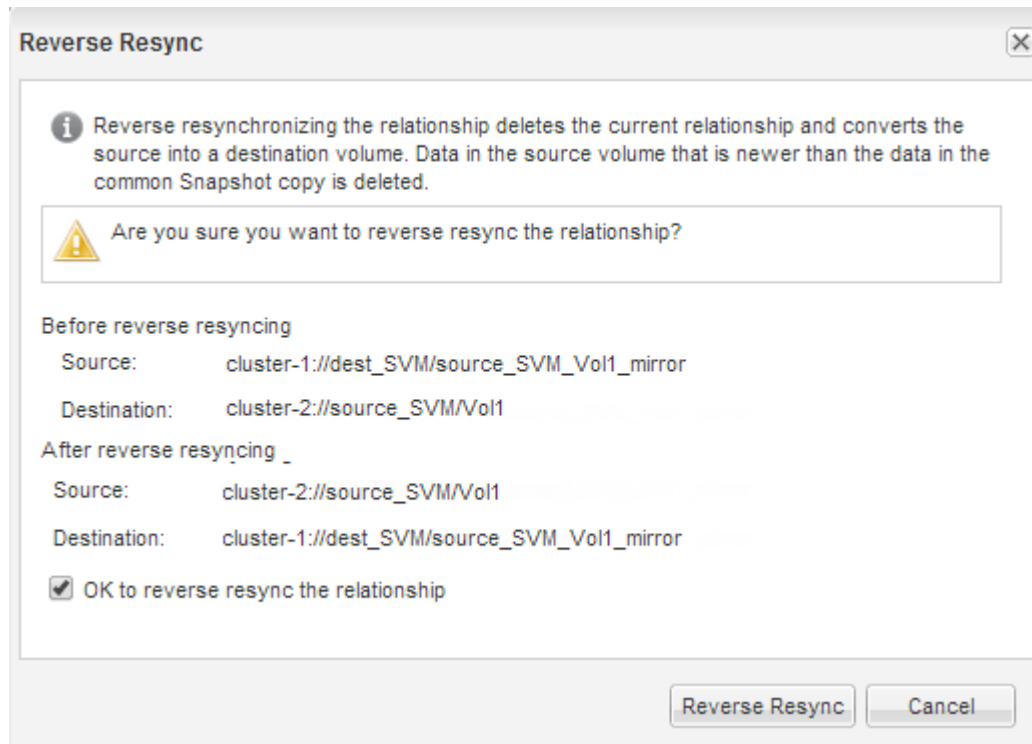 Reverse Resync
Reverse resynchronizing the relationship deletes the current relationship and converts the
source into a destination volume. Data in the source volume that is newer than the data in the
common Snapshot copy is deleted.
Are you sure you want to reverse resync the relationship?
Before reverse resyncing
Source: cluster-1://dest_SVM/source_SVM_Vol1_mirror
Destination: cluster-2://source_SVM/Vol1
After reverse resyncing
Source: cluster-2://source_SVM/Vol1
Destination: cluster-1://dest_SVM/source_SVM_Vol1_mirror
OK to reverse resync the relationship
Reverse Resync Cancel